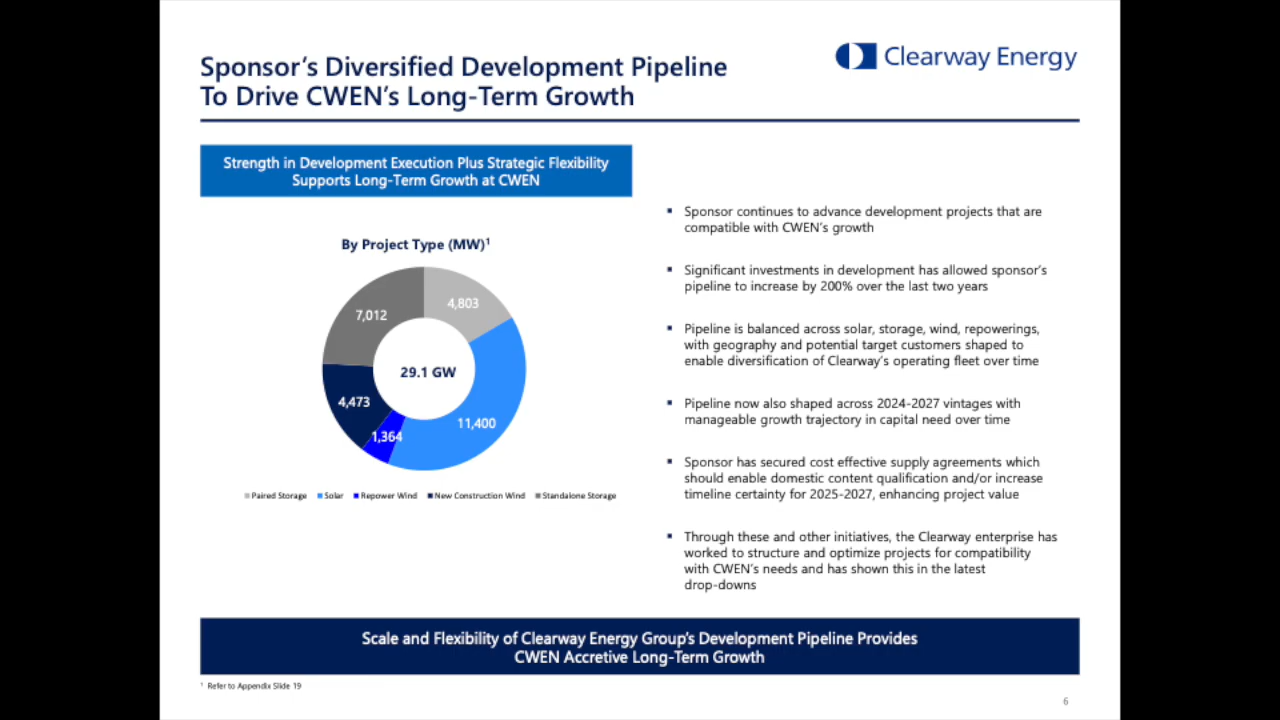 Sponsor's Diversified Development Pipeline
To Drive CWEN's Long-Term Growth
Clearway Energy
Strength in Development Execution Plus Strategic Flexibility
Supports Long-Term Growth at CWEN
By Project Type (MW)¹
7,012
4,803
29.1 GW
4,473
1,364
11,400
Paired Storage Solar Repower Wind New Construction Wind Standalone Storage
▪ Sponsor continues to advance development projects that are
compatible with CWEN's growth
▪ Significant investments in development has allowed sponsor's
pipeline to increase by 200% over the last two years
▪ Pipeline is balanced across solar, storage, wind, repowerings,
with geography and potential target customers shaped to
enable diversification of Clearway's operating fleet over time
▪ Pipeline now also shaped across 2024-2027 vintages with
manageable growth trajectory in capital need over time
▪ Sponsor has secured cost effective supply agreements which
should enable domestic content qualification and/or increase
timeline certainty for 2025-2027, enhancing project value
▪ Through these and other initiatives, the Clearway enterprise has
worked to structure and optimize projects for compatibility
with CWEN's needs and has shown this in the latest
drop-downs
Scale and Flexibility of Clearway Energy Group's Development Pipeline Provides
CWEN Accretive Long-Term Growth
¹ Refer to Appendix Slide 19
6